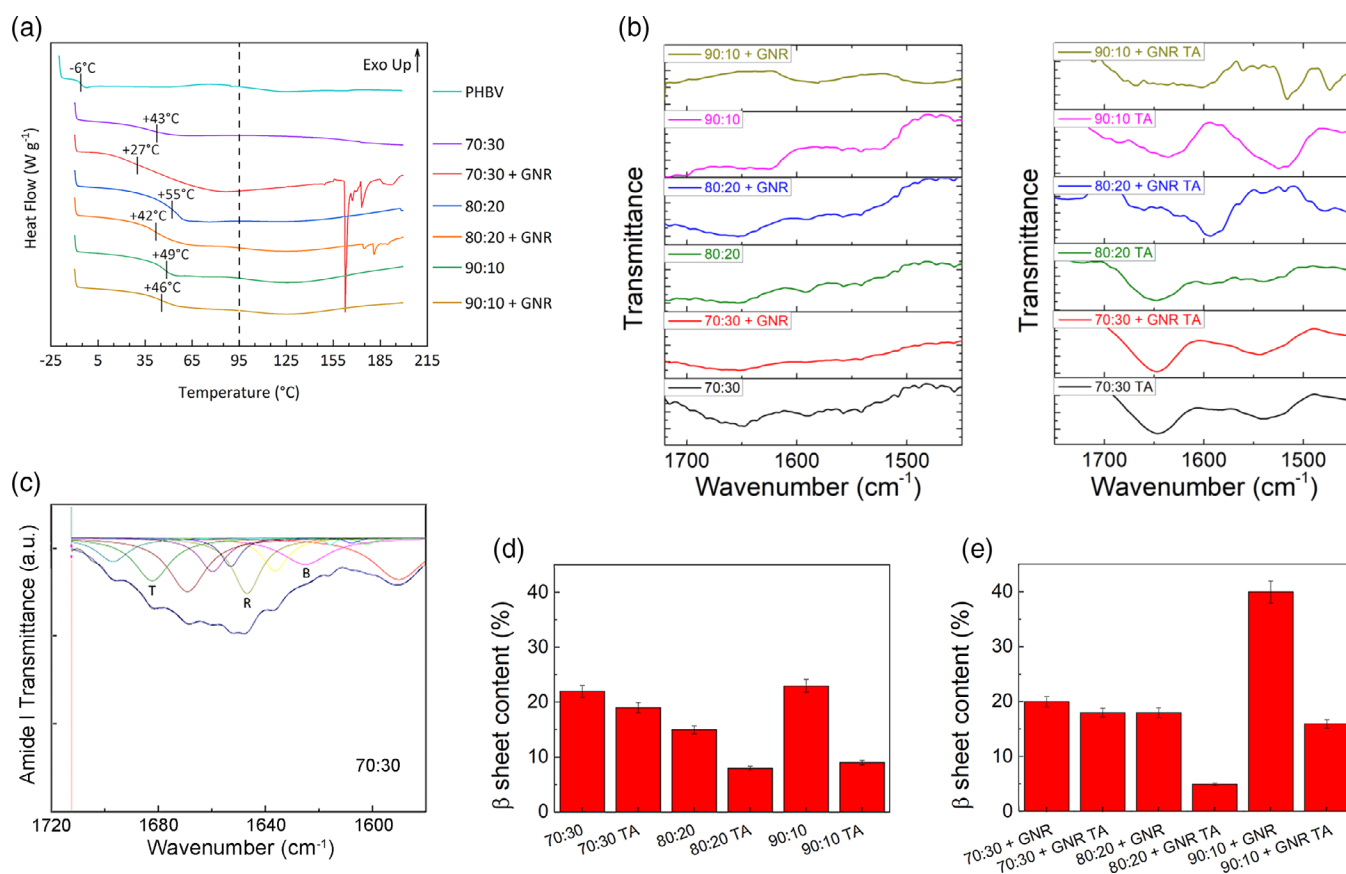 (a)
Exo Up
-6°C
+43°C
+27°C
+55°C
+42°C
+49°C
+46°C
Heat Flow (W g⁻¹)
-25 5 35 65 95 125 155 185 215
Temperature (°C)
PHBV
70:30
70:30 + GNR
80:20
80:20 + GNR
90:10
90:10 + GNR
(b)
Transmittance
90:10 + GNR
90:10
80:20 + GNR
80:20
70:30 + GNR
70:30
1700 1600 1500
Wavenumber (cm⁻¹)
Transmittance
90:10 + GNR TA
90:10 TA
80:20 + GNR TA
80:20 TA
70:30 + GNR TA
70:30 TA
1700 1600 1500
Wavenumber (cm⁻¹)
(c)
Amide I Transmittance (a.u.)
T R B
70:30
1720 1680 1640 1600
Wavenumber (cm⁻¹)
(d)
β sheet content (%)
40
30
20
10
0
70:30 70:30 TA 80:20 80:20 TA 90:10 90:10 TA
(e)
β sheet content (%)
40
30
20
10
0
70:30 + GNR 70:30 + GNR TA 80:20 + GNR 80:20 + GNR TA 90:10 + GNR 90:10 + GNR TA